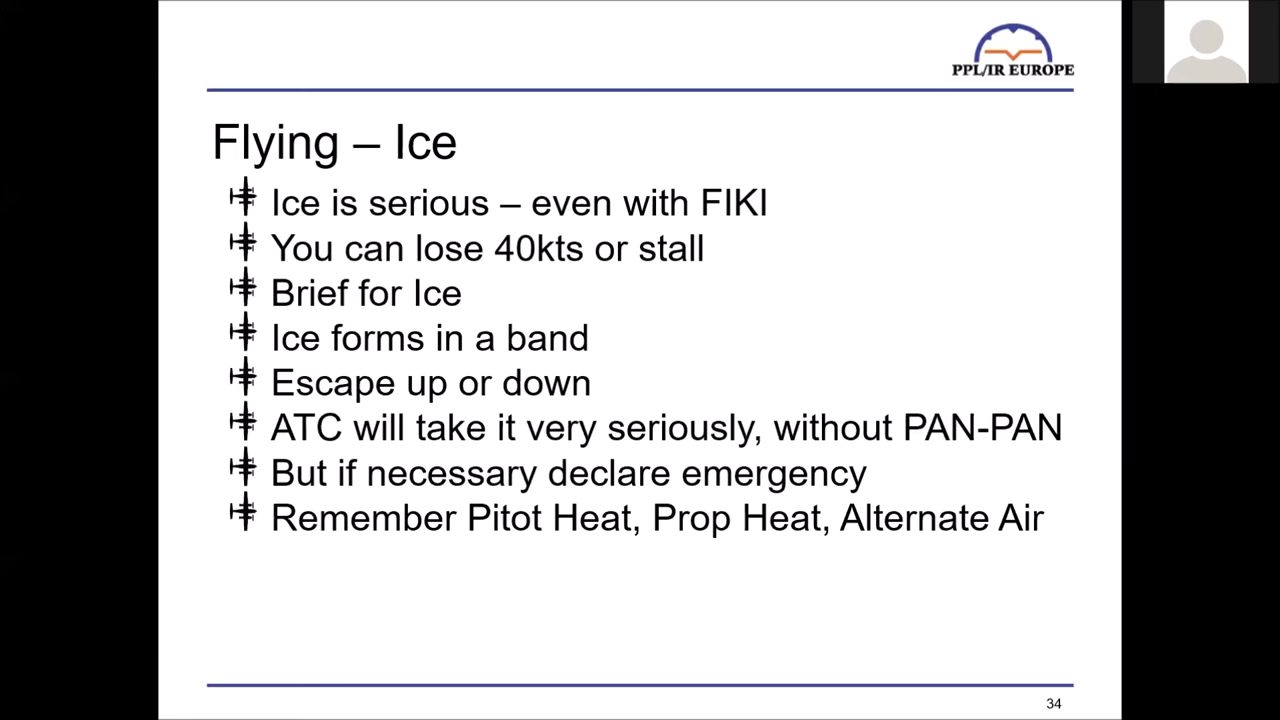 PPL/IR EUROPE
Flying – Ice
Ice is serious – even with FIKI
You can lose 40kts or stall
Brief for Ice
Ice forms in a band
Escape up or down
ATC will take it very seriously, without PAN-PAN
But if necessary declare emergency
Remember Pitot Heat, Prop Heat, Alternate Air
34